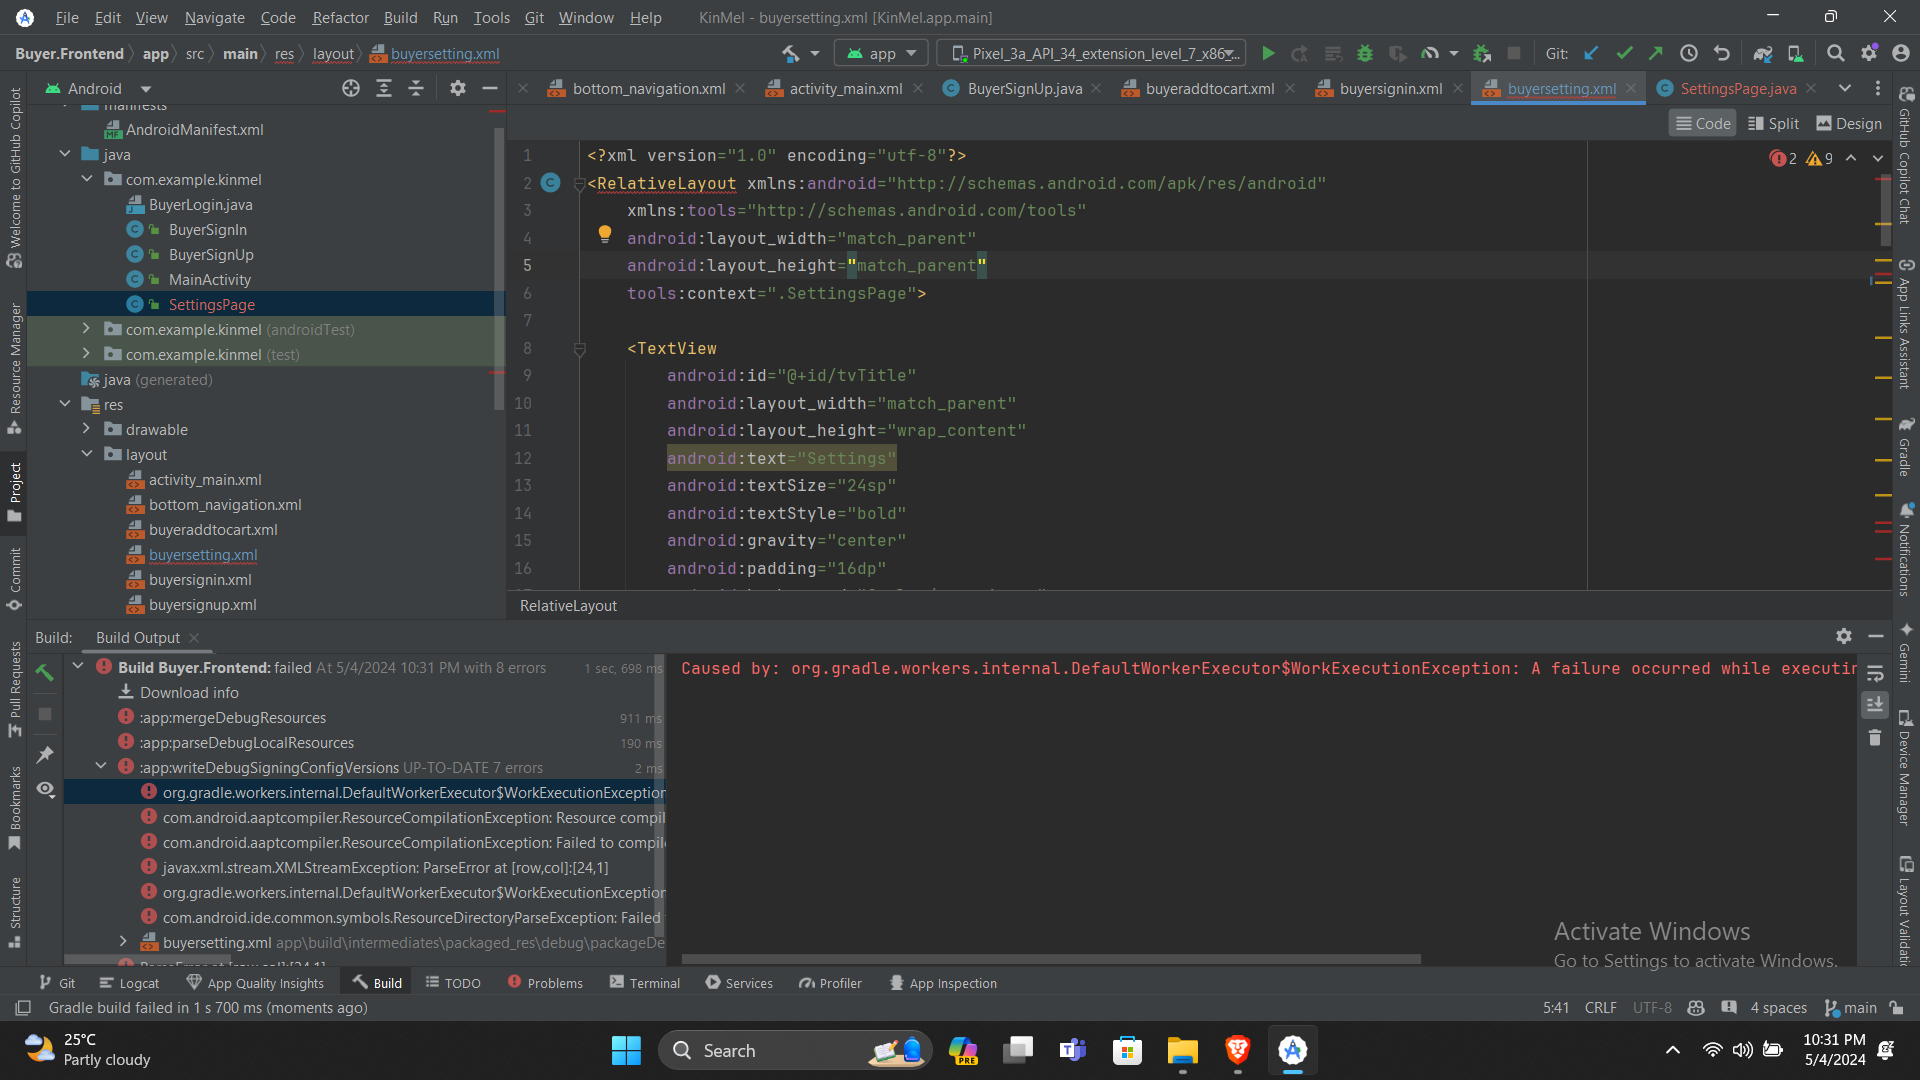 File Edit View Navigate Code Refactor Build Run Tools Git Window Help KinMel - buyersetting.xml [KinMel.app.main]
Buyer.Frontend app src main res layout buyersetting.xml app Pixel_3a_API_34_extension_level_7_x86... Git:
Android bottom_navigation.xml activity_main.xml BuyerSignUp.java buyeraddtocart.xml buyersignin.xml buyersetting.xml SettingsPage.java
Code Split Design
2 9
manifests
AndroidManifest.xml
java
com.example.kinmel
BuyerLogin.java
BuyerSignIn
BuyerSignUp
MainActivity
SettingsPage
com.example.kinmel (androidTest)
com.example.kinmel (test)
java (generated)
res
drawable
layout
activity_main.xml
bottom_navigation.xml
buyeraddtocart.xml
buyersetting.xml
buyersignin.xml
buyersignup.xml
1 <?xml version="1.0" encoding="utf-8"?>
2 <RelativeLayout xmlns:android="http://schemas.android.com/apk/res/android"
3 xmlns:tools="http://schemas.android.com/tools"
4 android:layout_width="match_parent"
5 android:layout_height="match_parent"
6 tools:context=".SettingsPage">
7
8 <TextView
9 android:id="@+id/tvTitle"
10 android:layout_width="match_parent"
11 android:layout_height="wrap_content"
12 android:text="Settings"
13 android:textSize="24sp"
14 android:textStyle="bold"
15 android:gravity="center"
16 android:padding="16dp"
RelativeLayout
Welcome to GitHub Copilot
Resource Manager
Project
Commit
Pull Requests
Bookmarks
Structure
GitHub Copilot Chat
App Links Assistant
Gradle
Notifications
Gemini
Device Manager
Layout Validati
Build: Build Output
Build Buyer.Frontend: failed At 5/4/2024 10:31 PM with 8 errors 1 sec, 698 ms
Download info
:app:mergeDebugResources 911 ms
:app:parseDebugLocalResources 190 ms
:app:writeDebugSigningConfigVersions UP-TO-DATE 7 errors 2 ms
org.gradle.workers.internal.DefaultWorkerExecutor$WorkExecutionException
com.android.aaptcompiler.ResourceCompilationException: Resource compil
com.android.aaptcompiler.ResourceCompilationException: Failed to compile
javax.xml.stream.XMLStreamException: ParseError at [row,col]:[24,1]
org.gradle.workers.internal.DefaultWorkerExecutor$WorkExecutionException
com.android.ide.common.symbols.ResourceDirectoryParseException: Failed
buyersetting.xml app\build\intermediates\packaged_res\debug\packageDe
ParseError at [row,col]:[24,1]
Caused by: org.gradle.workers.internal.DefaultWorkerExecutor$WorkExecutionException: A failure occurred while executin
Activate Windows
Go to Settings to activate Windows.
Git Logcat App Quality Insights Build TODO Problems Terminal Services Profiler App Inspection
Gradle build failed in 1 s 700 ms (moments ago) 5:41 CRLF UTF-8 4 spaces main
25°C
Partly cloudy
Search
PRE
10:31 PM
5/4/2024